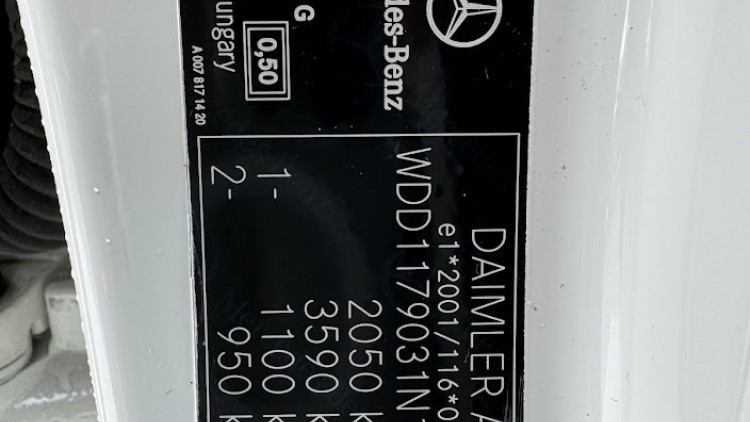 des-Benz
G
0,50
ungary
A 007 817 14 20
DAIMLER A
e1*2001/116*0
WDD1179031N
2050 K
3590 K
1- 1100 K
2- 950 K